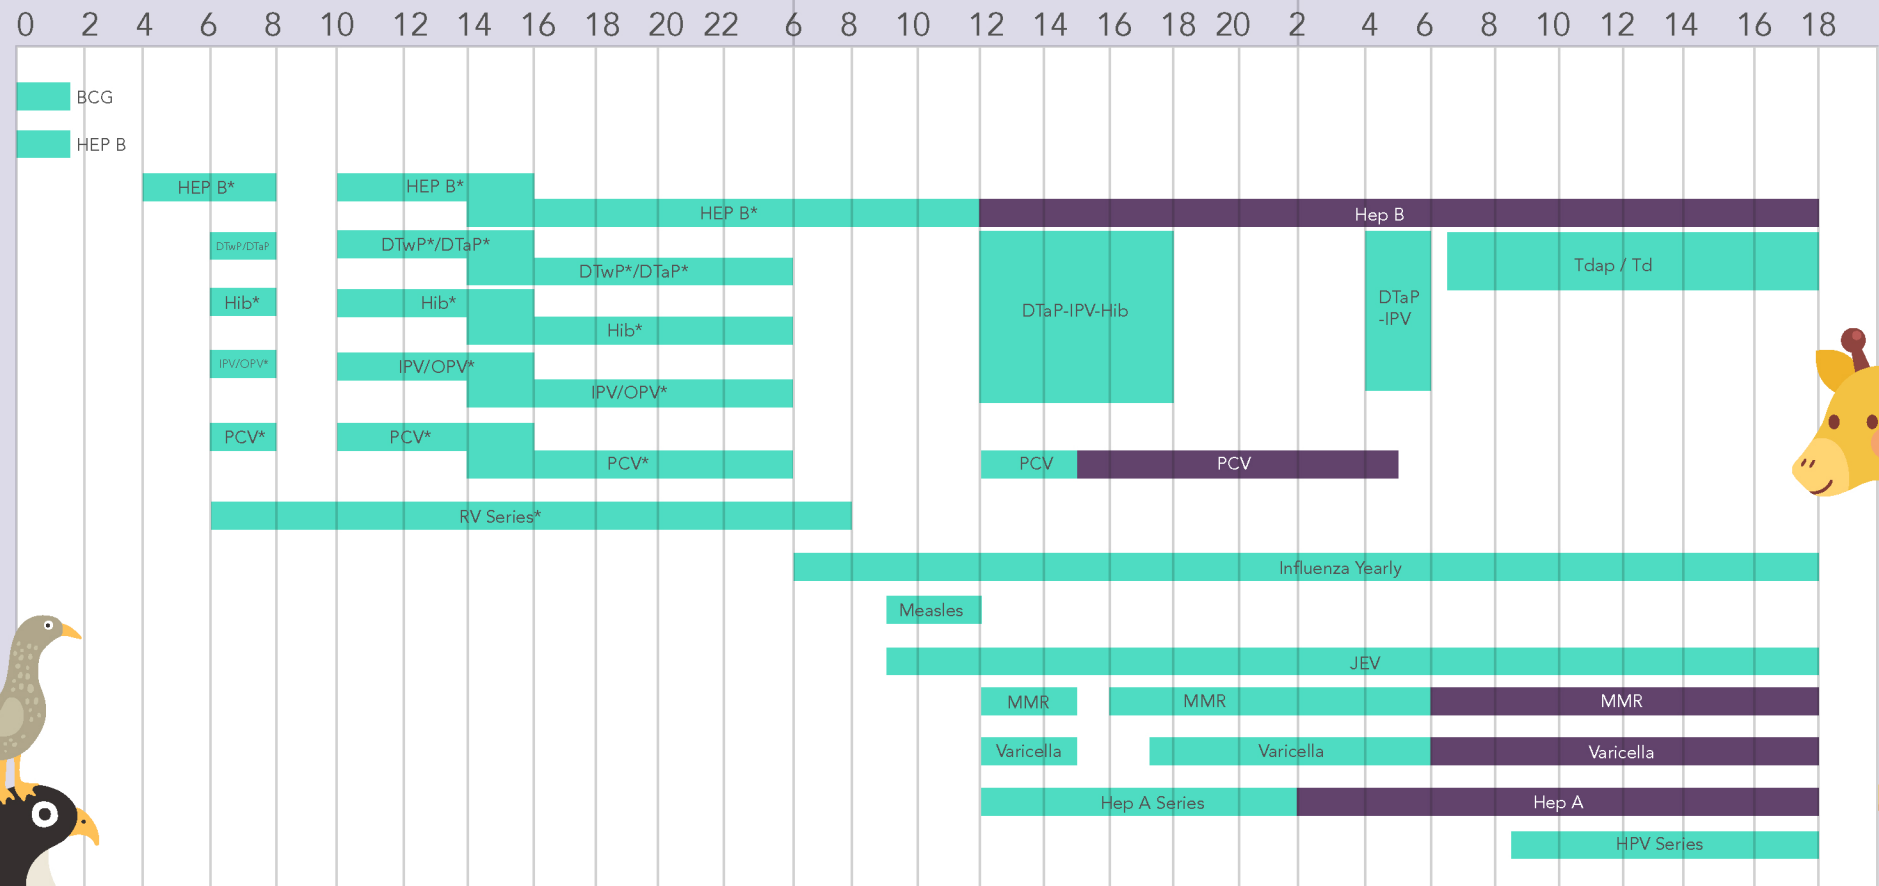 0 2 4 6 8 10 12 14 16 18 20 22 6 8 10 12 14 16 18 20 2 4 6 8 10 12 14 16 18
BCG
HEP B
HEP B* HEP B*
HEP B* Hep B
DTwP/DTaP DTwP*/DTaP*
DTwP*/DTaP*
Tdap / Td
Hib* Hib*
Hib*
DTaP-IPV-Hib
DTaP
-IPV
IPV/OPV* IPV/OPV*
IPV/OPV*
PCV* PCV*
PCV* PCV PCV
RV Series*
Influenza Yearly
Measles
JEV
MMR MMR MMR
Varicella Varicella Varicella
Hep A Series Hep A
HPV Series